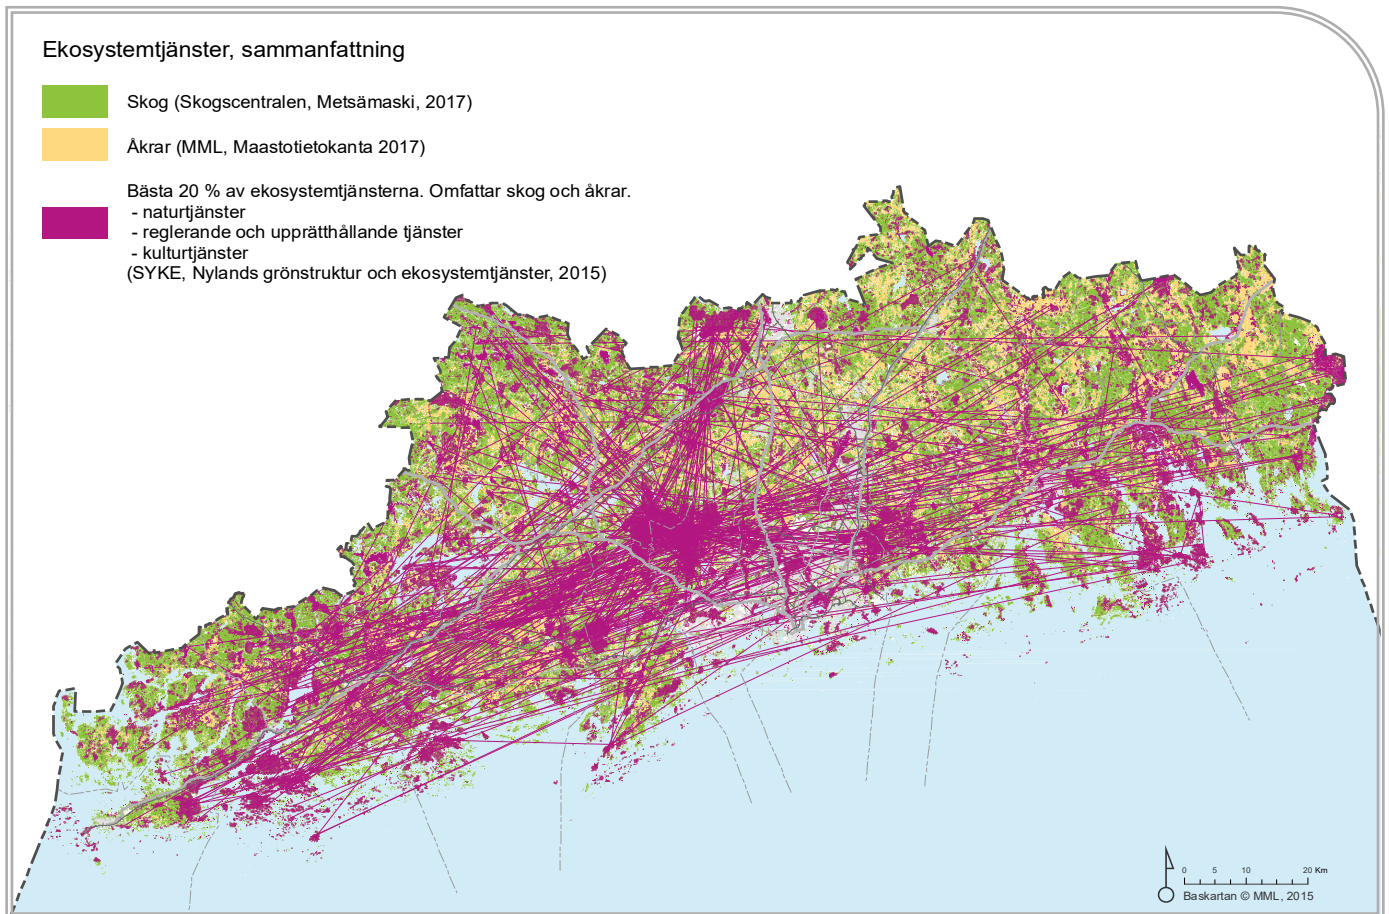 Ekosystemtjänster, sammanfattning
Skog (Skogscentralen, Metsämaski, 2017)
Åkrar (MML, Maastotietokanta 2017)
Bästa 20 % av ekosystemtjänsterna. Omfattar skog och åkrar.
- naturtjänster
- reglerande och upprätthållande tjänster
- kulturtjänster
(SYKE, Nylands grönstruktur och ekosystemtjänster, 2015)
0 5 10 20 Km
Baskartan © MML, 2015